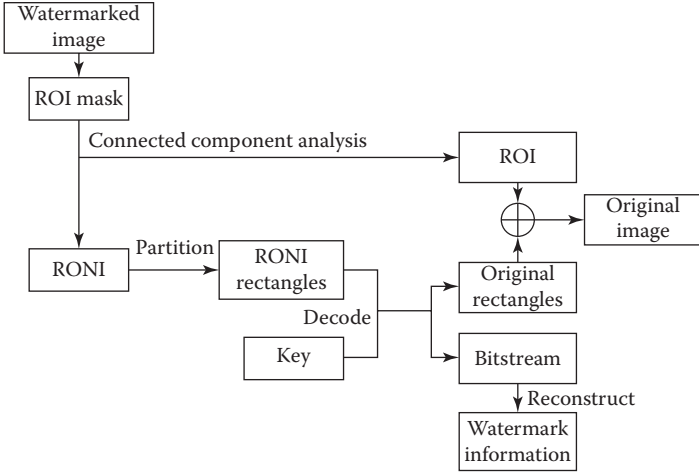 Watermarked
image
ROI mask
Connected component analysis
ROI
Original
image
RONI
Partition
RONI
rectangles
Decode
Key
Original
rectangles
Bitstream
Reconstruct
Watermark
information